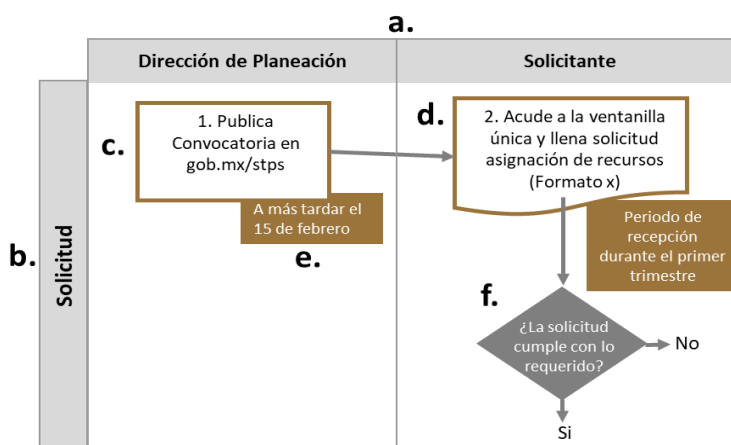 a.
Dirección de Planeación
Solicitante
b.
Solicitud
c.
1. Publica
Convocatoria en
gob.mx/stps
A más tardar el
15 de febrero
e.
d.
2. Acude a la ventanilla
única y llena solicitud
asignación de recursos
(Formato x)
Periodo de
recepción
durante el primer
trimestre
f.
¿La solicitud
cumple con lo
requerido?
No
Si